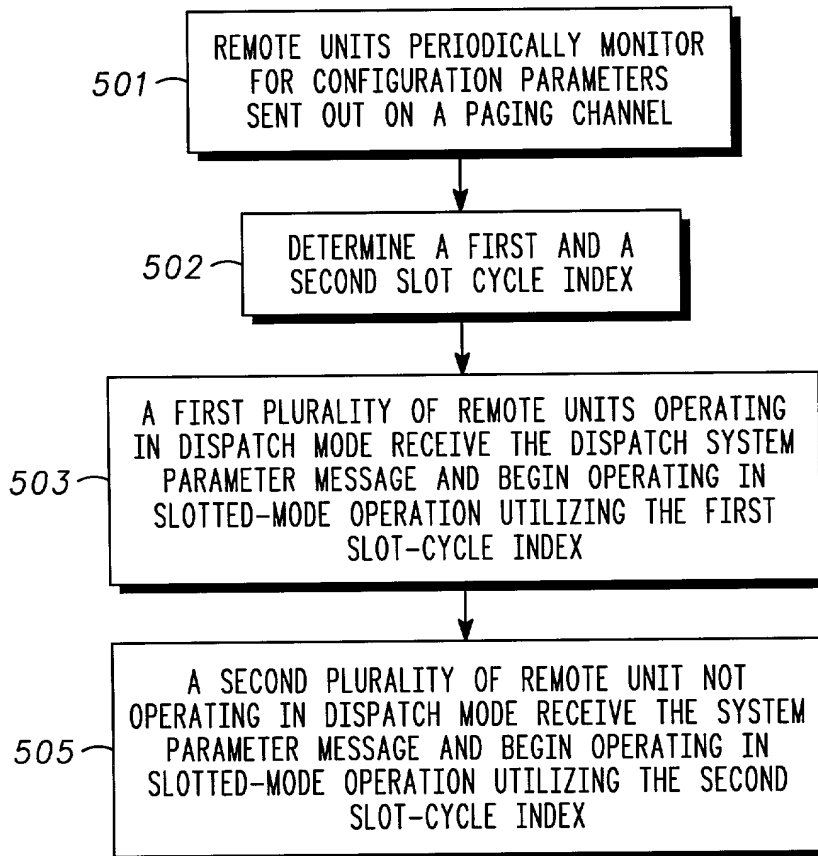 501
REMOTE UNITS PERIODICALLY MONITOR
FOR CONFIGURATION PARAMETERS
SENT OUT ON A PAGING CHANNEL
502
DETERMINE A FIRST AND A
SECOND SLOT CYCLE INDEX
503
A FIRST PLURALITY OF REMOTE UNITS OPERATING
IN DISPATCH MODE RECEIVE THE DISPATCH SYSTEM
PARAMETER MESSAGE AND BEGIN OPERATING IN
SLOTTED-MODE OPERATION UTILIZING THE FIRST
SLOT-CYCLE INDEX
505
A SECOND PLURALITY OF REMOTE UNIT NOT
OPERATING IN DISPATCH MODE RECEIVE THE SYSTEM
PARAMETER MESSAGE AND BEGIN OPERATING IN
SLOTTED-MODE OPERATION UTILIZING THE SECOND
SLOT-CYCLE INDEX